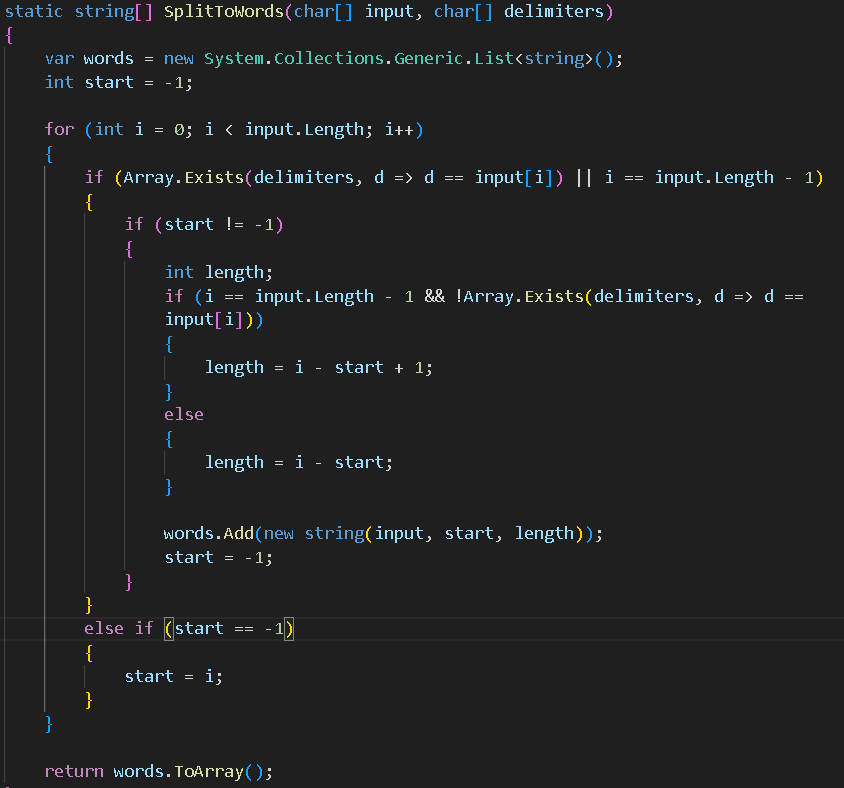 static string[] SplitToWords(char[] input, char[] delimiters)
{
    var words = new System.Collections.Generic.List<string>();
    int start = -1;

    for (int i = 0; i < input.Length; i++)
    {
        if (Array.Exists(delimiters, d => d == input[i]) || i == input.Length - 1)
        {
            if (start != -1)
            {
                int length;
                if (i == input.Length - 1 && !Array.Exists(delimiters, d => d ==
                input[i]))
                {
                    length = i - start + 1;
                }
                else
                {
                    length = i - start;
                }

                words.Add(new string(input, start, length));
                start = -1;
            }
        }
        else if (start == -1)
        {
            start = i;
        }
    }

    return words.ToArray();